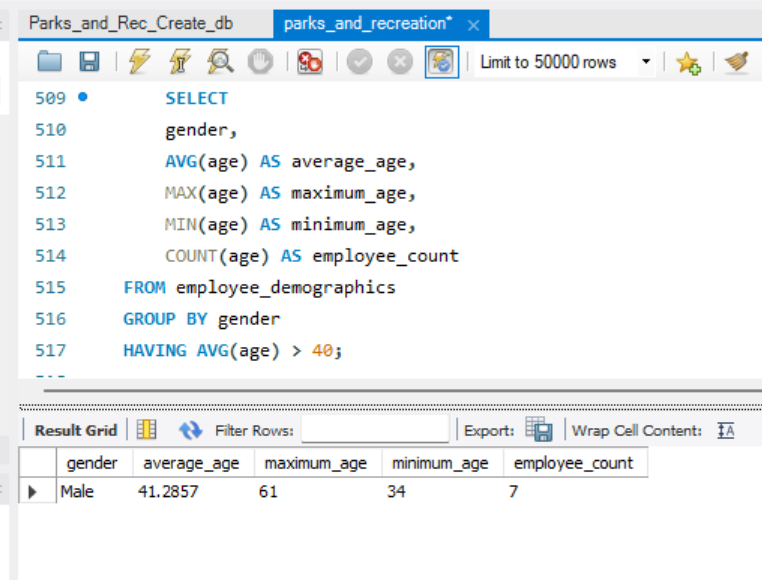 Parks_and_Rec_Create_db parks_and_recreation* ×
Limit to 50000 rows
509 SELECT
510 gender,
511 AVG(age) AS average_age,
512 MAX(age) AS maximum_age,
513 MIN(age) AS minimum_age,
514 COUNT(age) AS employee_count
515 FROM employee_demographics
516 GROUP BY gender
517 HAVING AVG(age) > 40;
Result Grid Filter Rows: Export: Wrap Cell Content: IA
gender average_age maximum_age minimum_age employee_count
Male 41.2857 61 34 7